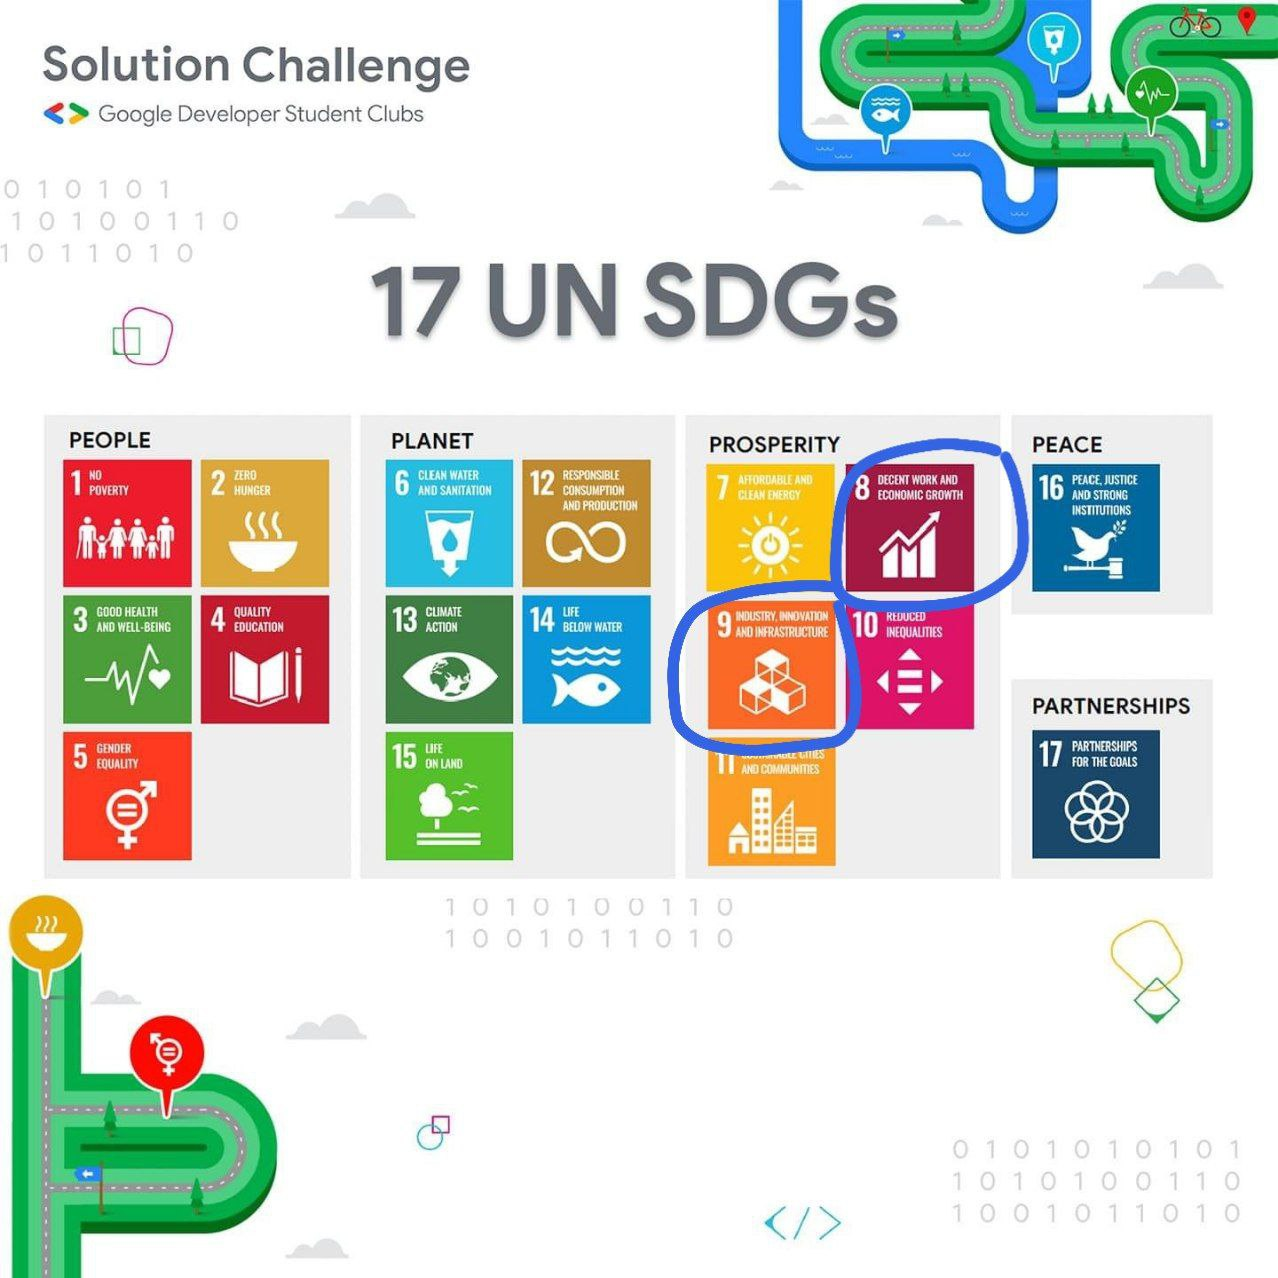 Solution Challenge
Google Developer Student Clubs
0 1 0 1 0 1
1 0 1 0 0 1 1 0
1 0 1 1 0 1 0
17 UN SDGs
PEOPLE
1 NO
POVERTY
2 ZERO
HUNGER
3 GOOD HEALTH
AND WELL-BEING
4 QUALITY
EDUCATION
5 GENDER
EQUALITY
PLANET
6 CLEAN WATER
AND SANITATION
12 RESPONSIBLE
CONSUMPTION
AND PRODUCTION
13 CLIMATE
ACTION
14 LIFE
BELOW WATER
15 LIFE
ON LAND
PROSPERITY
7 AFFORDABLE AND
CLEAN ENERGY
8 DECENT WORK AND
ECONOMIC GROWTH
9 INDUSTRY, INNOVATION
AND INFRASTRUCTURE
10 REDUCED
INEQUALITIES
11 SUSTAINABLE CITIES
AND COMMUNITIES
PEACE
16 PEACE, JUSTICE
AND STRONG
INSTITUTIONS
PARTNERSHIPS
17 PARTNERSHIPS
FOR THE GOALS
1 0 1 0 1 0 0 1 1 0
1 0 0 1 0 1 1 0 1 0
0 1 0 1 0 1 0 1 0 1
1 0 1 0 1 0 0 1 1 0
1 0 0 1 0 1 1 0 1 0
</>